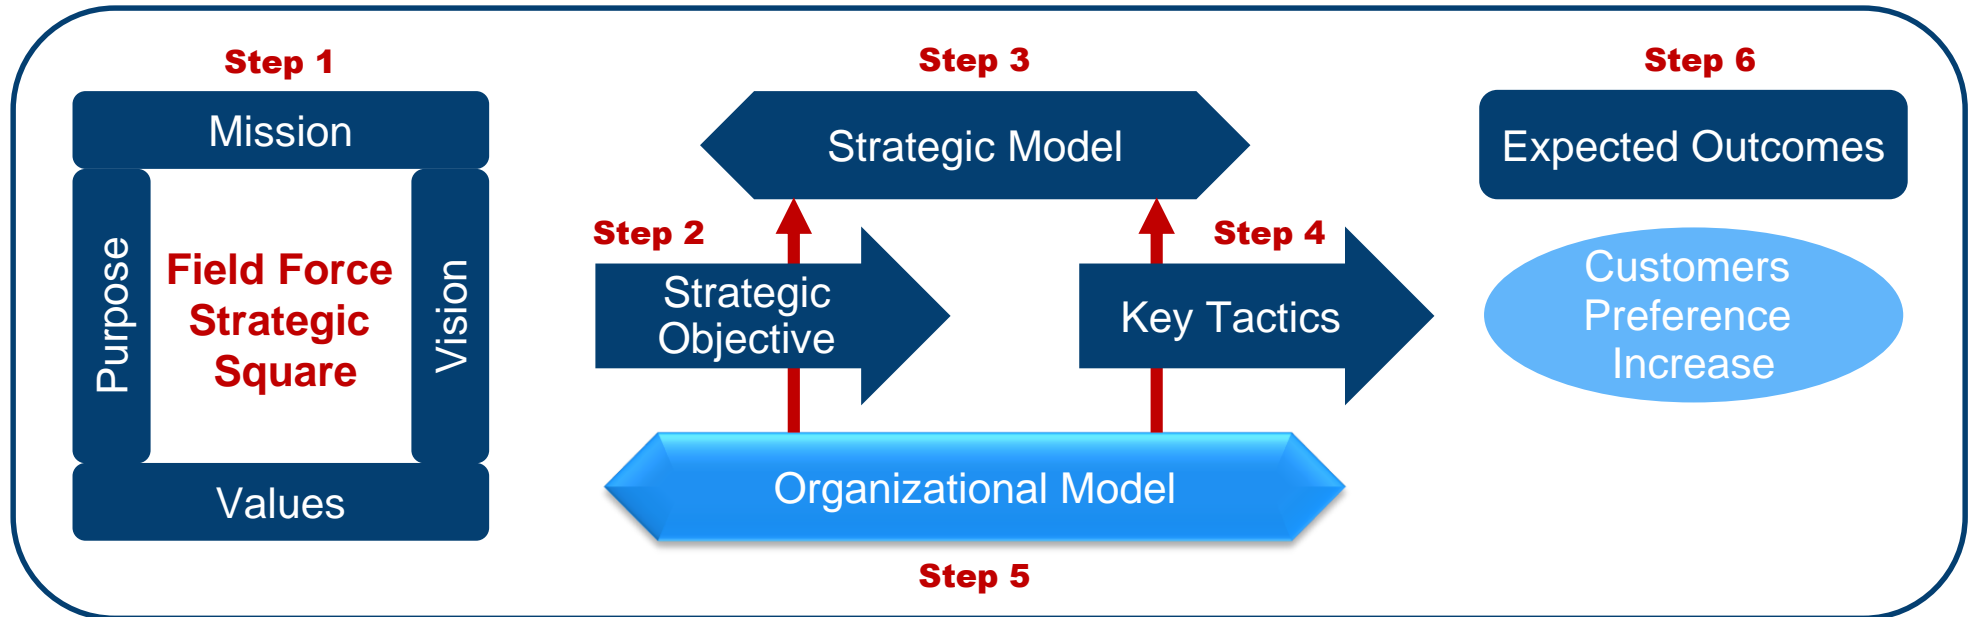 Step 1
Mission
Purpose
Field Force
Strategic
Square
Vision
Values
Step 2
Strategic
Objective
Step 3
Strategic Model
Step 4
Key Tactics
Organizational Model
Step 5
Step 6
Expected Outcomes
Customers
Preference
Increase